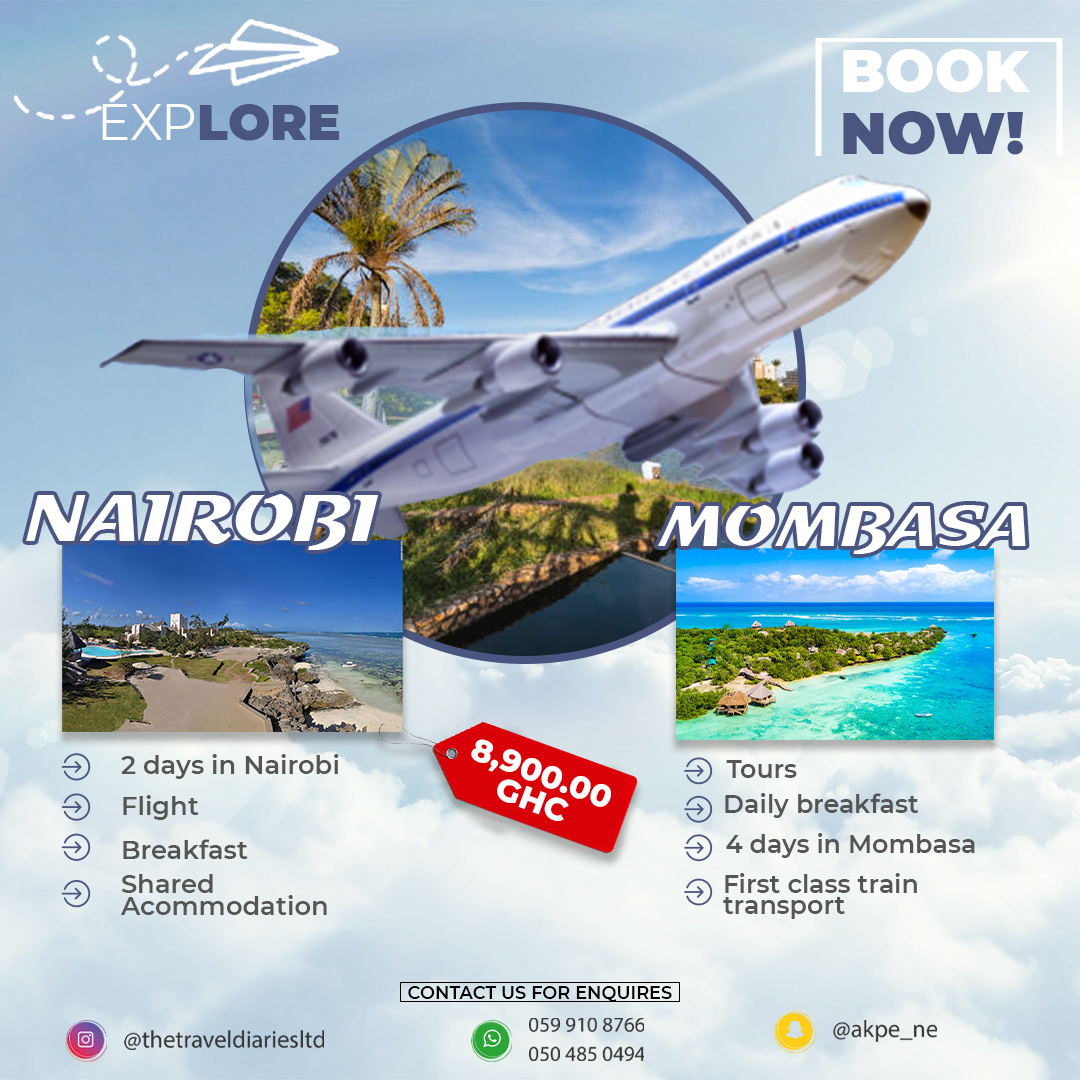 EXPLORE
BOOK
NOW!
NAIROBI
MOMBASA
2 days in Nairobi
Flight
Breakfast
Shared
Acommodation
8,900.00
GHC
Tours
Daily breakfast
4 days in Mombasa
First class train
transport
CONTACT US FOR ENQUIRES
@thetraveldiariesltd
059 910 8766
050 485 0494
@akpe_ne